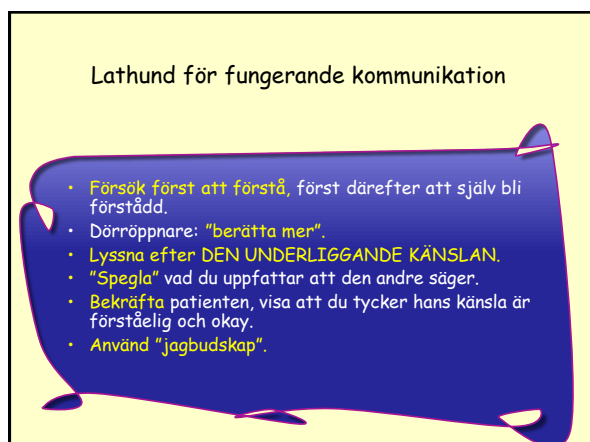 Lathund för fungerande kommunikation
• Försök först att förstå, först därefter att själv bli
förstådd.
• Dörröppnare: ”berätta mer”.
• Lyssna efter DEN UNDERLIGGANDE KÄNSLAN.
• ”Spegla” vad du uppfattar att den andre säger.
• Bekräfta patienten, visa att du tycker hans känsla är
förståelig och okay.
• Använd ”jagbudskap”.